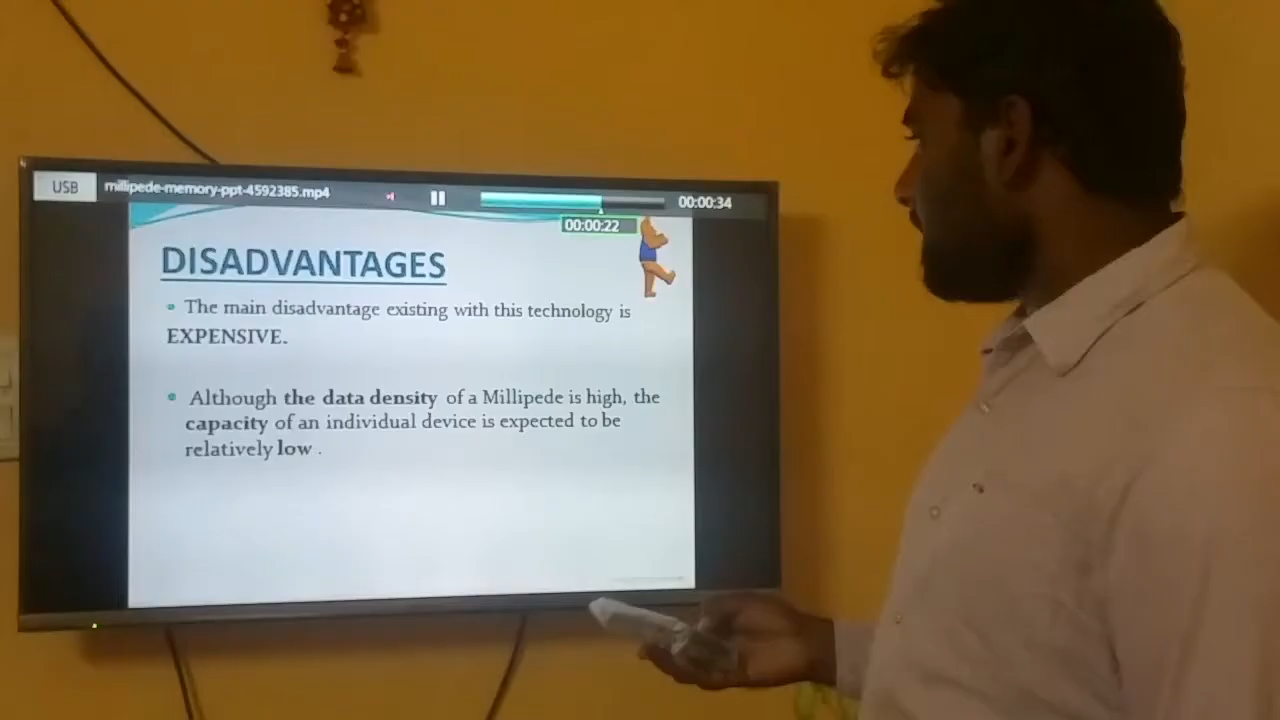 USB
millipede-memory-ppt-4592385.mp4
00:00:34
00:00:22
DISADVANTAGES
• The main disadvantage existing with this technology is
EXPENSIVE.
• Although the data density of a Millipede is high, the
capacity of an individual device is expected to be
relatively low .